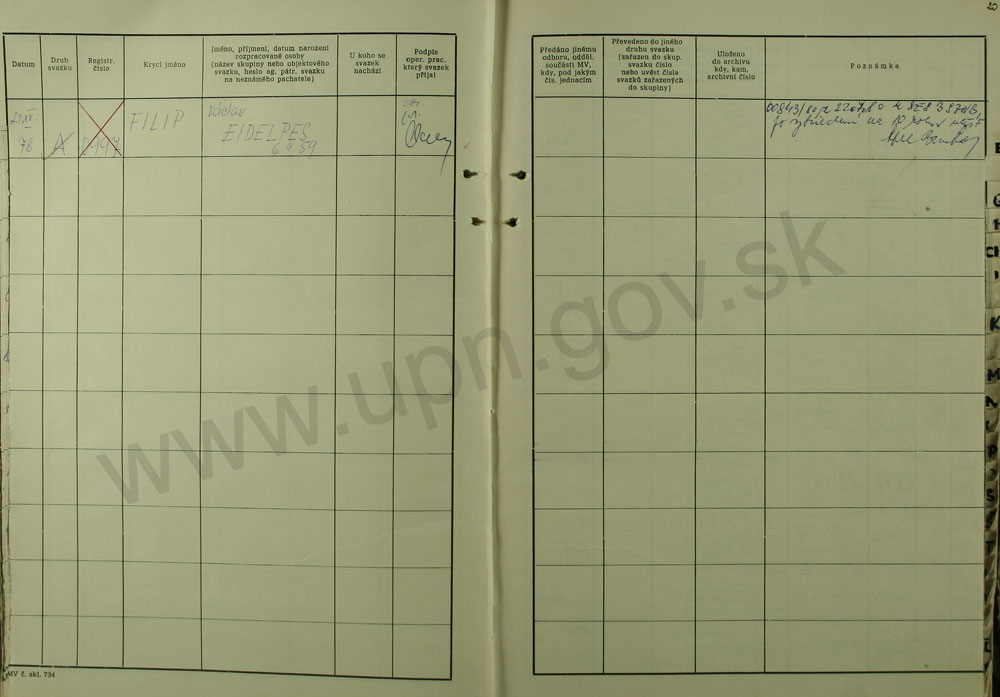 20
Datum
Druh
svazku
Registr.
číslo
Krycí jméno
Jméno, příjmení, datum narození
rozpracované osoby
(název skupiny nebo objektového
svazku, heslo ag. pátr. svazku
na neznámého pachatele)
U koho se
svazek
nachází
Podpis
oper. prac.
který svazek
přijal
Předáno jinému
odboru, odděl.
součásti MV,
kdy, pod jakým
čís. jednacím
Převedeno do jiného
druhu svazku
(zařazen do skup.
svazku číslo
nebo uvést čísla
svazků zařazených
do skupiny)
Uloženo
do archivu
kdy, kam,
archivní číslo
Poznámka
78
A
FILIP
Václav
EIDELPES
6.9.59
www.upn.gov.sk
MV č. skl. 734